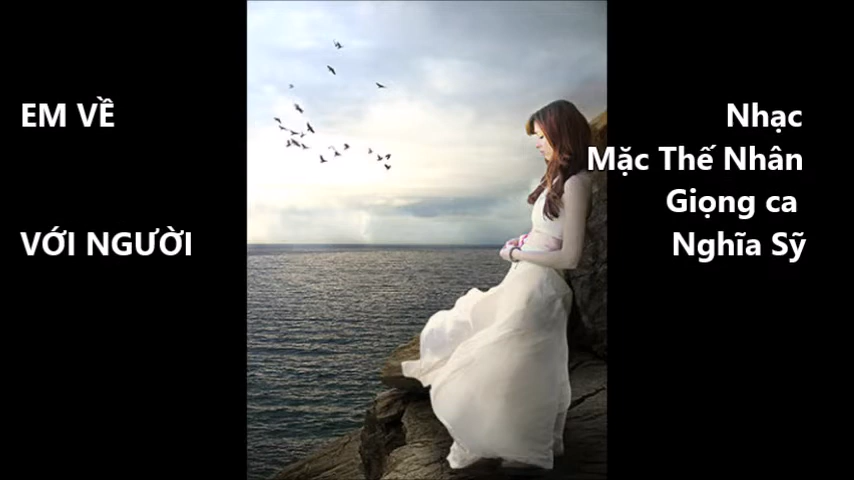 EM VỀ
VỚI NGƯỜI
Nhạc
Mặc Thế Nhân
Giọng ca
Nghĩa Sỹ